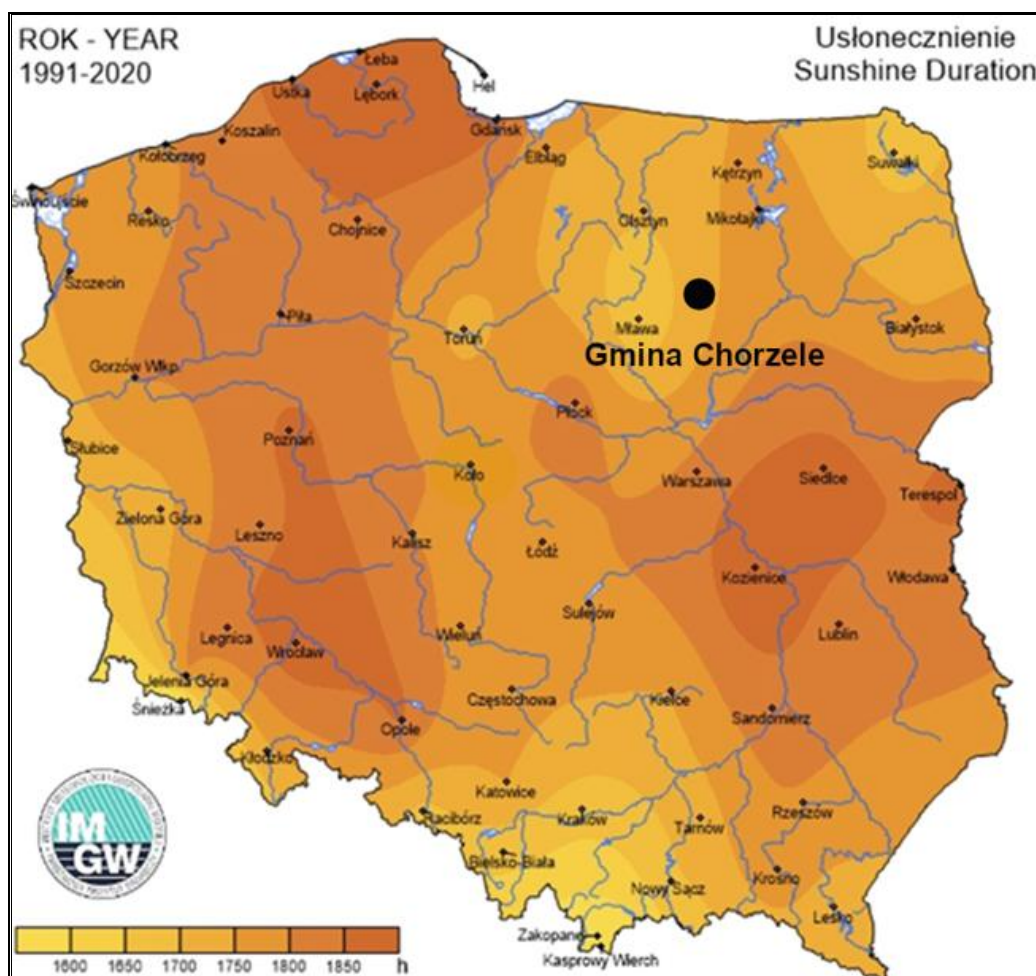 ROK - YEAR
1991-2020
Usłonecznienie
Sunshine Duration
Łeba
Ustka
Lębork
Hel
Koszalin
Gdańsk
Kołobrzeg
Elbląg
Kętrzyn
Suwałki
Świnoujście
Resko
Chojnice
Olsztyn
Mikołajki
Szczecin
Piła
Toruń
Mława
Białystok
Gmina Chorzele
Gorzów Wlkp.
Płock
Słubice
Poznań
Koło
Warszawa
Siedlce
Terespol
Zielona Góra
Leszno
Kalisz
Łódź
Kozienice
Włodawa
Sulejów
Legnica
Wrocław
Wieluń
Lublin
Jelenia Góra
Śnieżka
Częstochowa
Kielce
Sandomierz
Opole
Kłodzko
Katowice
Racibórz
Kraków
Tarnów
Rzeszów
Bielsko-Biała
Nowy Sącz
Krosno
Lesko
Zakopane
Kasprowy Wierch
IM
GW
1600 1650 1700 1750 1800 1850 h